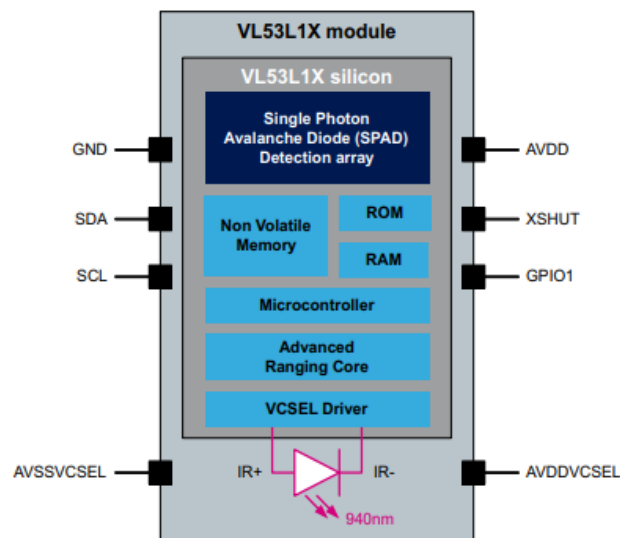 VL53L1X module
VL53L1X silicon
Single Photon
Avalanche Diode (SPAD)
Detection array
GND
AVDD
SDA
Non Volatile
Memory
ROM
XSHUT
SCL
RAM
GPIO1
Microcontroller
Advanced
Ranging Core
VCSEL Driver
AVSSVCSEL
IR+
IR-
AVDDVCSEL
940nm